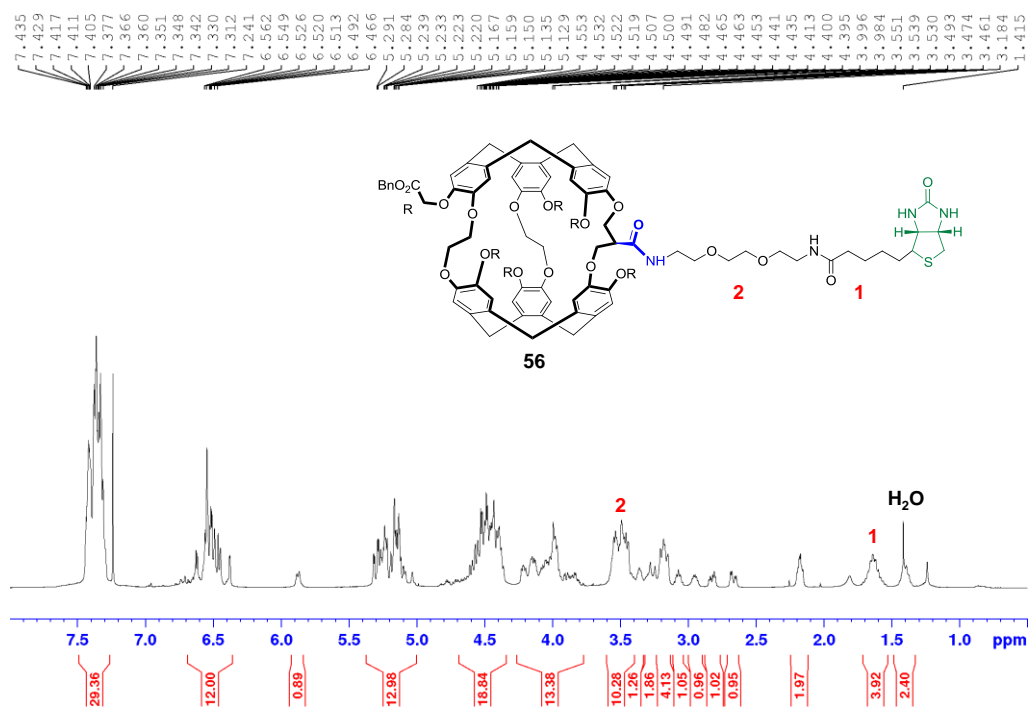 7.435 7.429 7.417 7.411 7.405 7.377 7.366 7.360 7.351 7.348 7.342 7.330 7.312 7.241 6.562 6.549 6.526 6.520 6.513 6.492 6.466 5.291 5.284 5.239 5.233 5.223 5.220 5.167 5.159 5.150 5.135 5.129 4.553 4.532 4.522 4.519 4.507 4.500 4.491 4.482 4.465 4.463 4.453 4.441 4.435 4.413 4.400 4.395 3.996 3.984 3.551 3.539 3.530 3.493 3.474 3.461 3.184 1.415
O
BnO₂C
HN NH
O
R
OR
O
O
RO
O
H H
O
O
O
NH
O
O
H
N
O
S
O
OR
O
O
RO
O
O
OR
2 1
56
H₂O
2
1
7.5 7.0 6.5 6.0 5.5 5.0 4.5 4.0 3.5 3.0 2.5 2.0 1.5 1.0 ppm
29.36 12.00 0.89 12.98 18.84 13.38 10.28 1.26 1.86 4.13 1.05 0.96 1.02 0.95 1.97 3.92 2.40